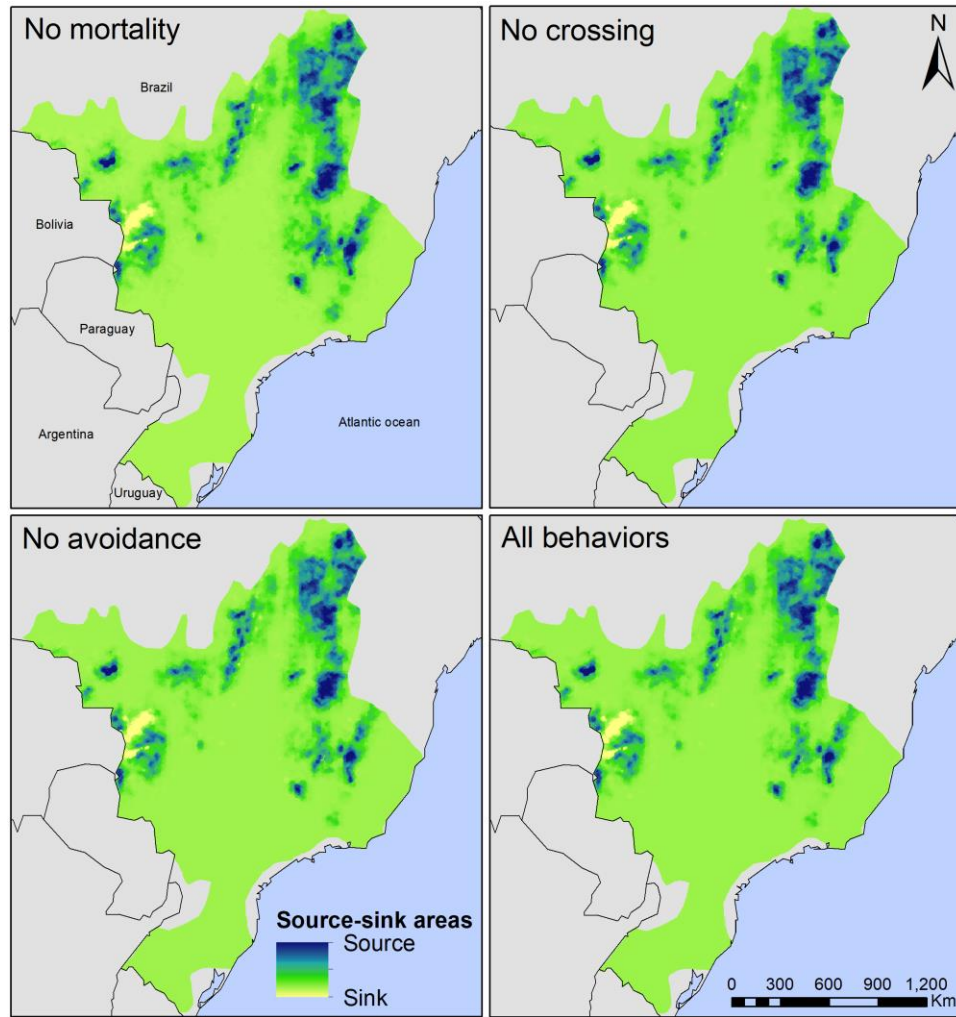 No mortality
No crossing
N
Brazil
Bolivia
Paraguay
Argentina
Atlantic ocean
Uruguay
No avoidance
All behaviors
Source-sink areas
Source
Sink
0 300 600 900 1,200
Km